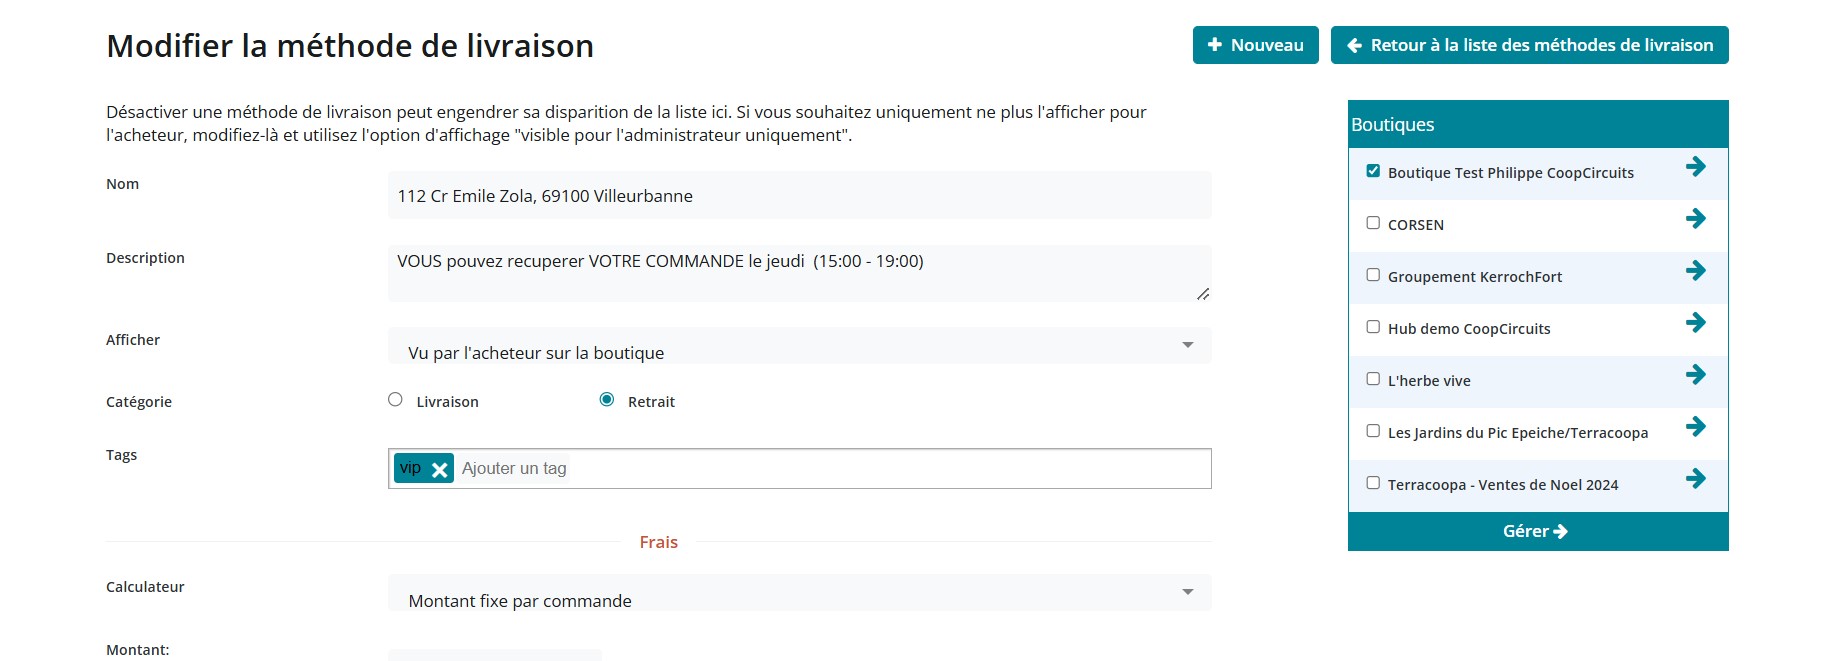 Modifier la méthode de livraison
Nouveau
Retour à la liste des méthodes de livraison
Désactiver une méthode de livraison peut engendrer sa disparition de la liste ici. Si vous souhaitez uniquement ne plus l'afficher pour
l'acheteur, modifiez-là et utilisez l'option d'affichage "visible pour l'administrateur uniquement".
Nom
112 Cr Emile Zola, 69100 Villeurbanne
Description
VOUS pouvez recuperer VOTRE COMMANDE le jeudi  (15:00 - 19:00)
Afficher
Vu par l'acheteur sur la boutique
Catégorie
Livraison
Retrait
Tags
vip
Ajouter un tag
Frais
Calculateur
Montant fixe par commande
Montant:
Boutiques
Boutique Test Philippe CoopCircuits
CORSEN
Groupement KerrochFort
Hub demo CoopCircuits
L'herbe vive
Les Jardins du Pic Epeiche/Terracoopa
Terracoopa - Ventes de Noel 2024
Gérer